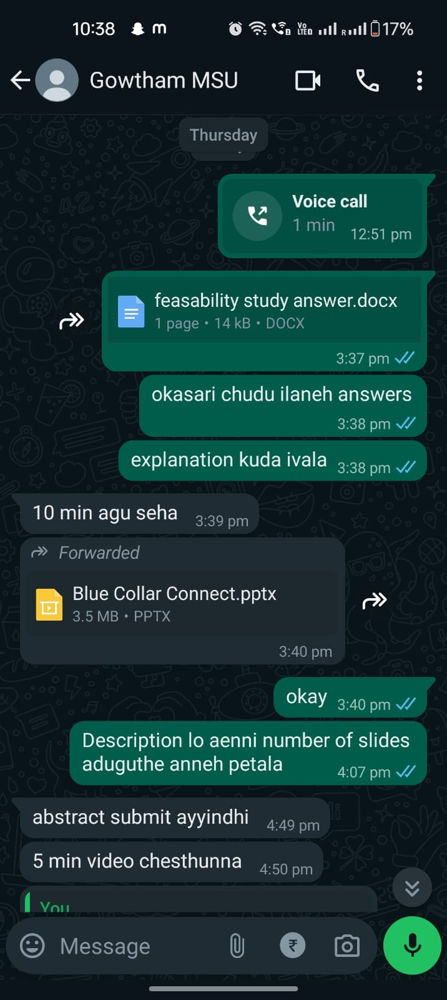 10:38 m VoLTED R 17%
Gowtham MSU
Thursday
Voice call
1 min 12:51 pm
feasability study answer.docx
1 page • 14 kB • DOCX
3:37 pm
okasari chudu ilaneh answers
3:38 pm
explanation kuda ivala 3:38 pm
10 min agu seha 3:39 pm
Forwarded
Blue Collar Connect.pptx
3.5 MB • PPTX
3:40 pm
okay 3:40 pm
Description lo aenni number of slides
aduguthe anneh petala 4:07 pm
abstract submit ayyindhi 4:49 pm
5 min video chesthunna 4:50 pm
You
Message ₹